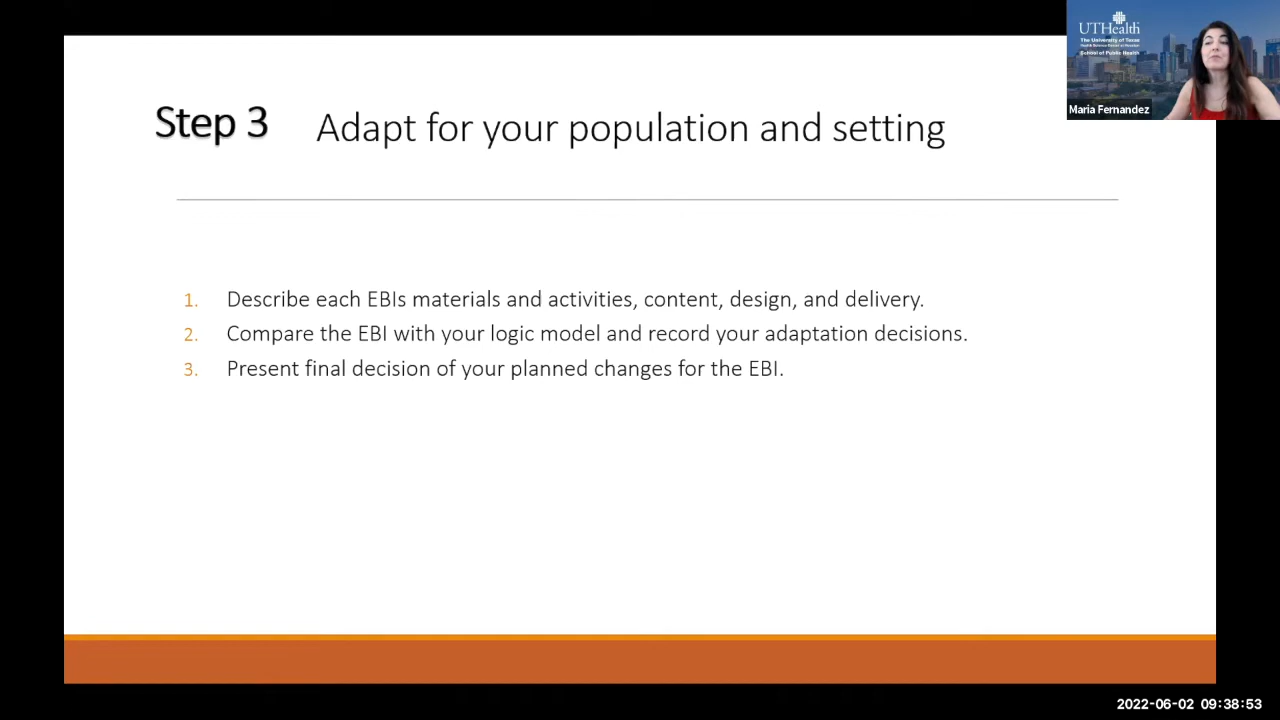 UTHealth
The University of Texas
Health Science Center at Houston
School of Public Health
Maria Fernandez
Step 3 Adapt for your population and setting
1. Describe each EBIs materials and activities, content, design, and delivery.
2. Compare the EBI with your logic model and record your adaptation decisions.
3. Present final decision of your planned changes for the EBI.
2022-06-02 09:38:53